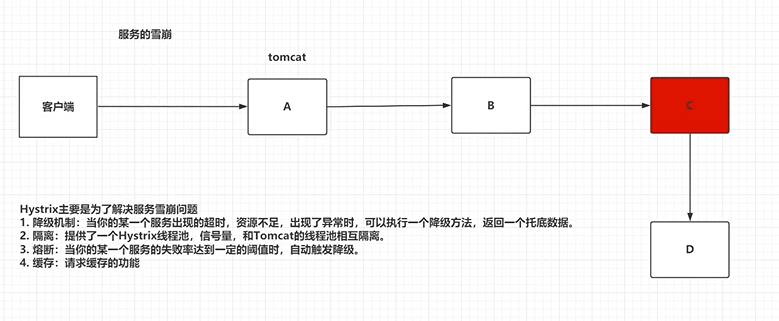 服务的雪崩
tomcat
客户端
A
B
C
D
Hystrix主要是为了解决服务雪崩问题
1. 降级机制：当你的某一个服务出现的超时，资源不足，出现了异常时，可以执行一个降级方法，返回一个托底数据。
2. 隔离：提供了一个Hystrix线程池，信号量，和Tomcat的线程池相互隔离。
3. 熔断：当你的某一个服务的失败率达到一定的阈值时，自动触发降级。
4. 缓存：请求缓存的功能